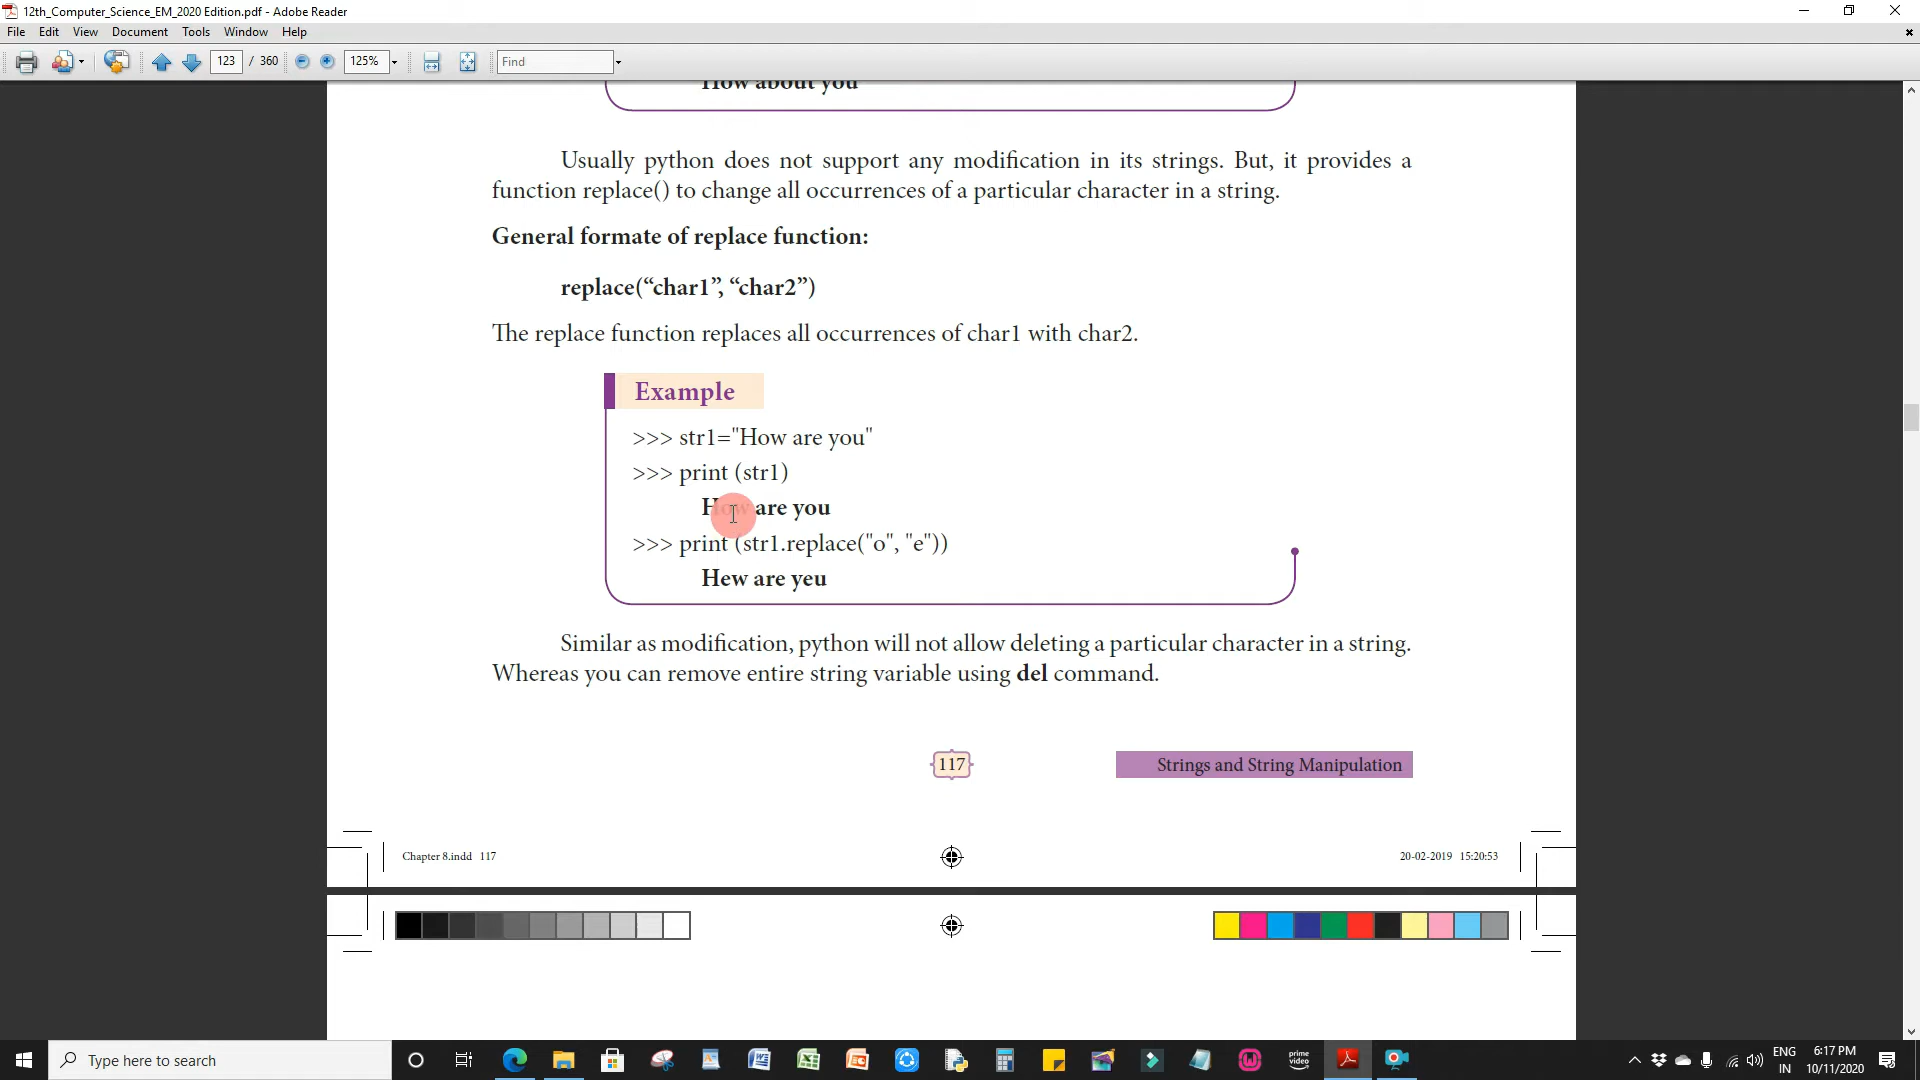 12th_Computer_Science_EM_2020 Edition.pdf - Adobe Reader
File Edit View Document Tools Window Help
123 / 360 125% Find
How about you
Usually python does not support any modification in its strings. But, it provides a
function replace() to change all occurrences of a particular character in a string.
General formate of replace function:
replace(“char1”, “char2”)
The replace function replaces all occurrences of char1 with char2.
Example
>>> str1="How are you"
>>> print (str1)
How are you
>>> print (str1.replace("o", "e"))
Hew are yeu
Similar as modification, python will not allow deleting a particular character in a string.
Whereas you can remove entire string variable using del command.
117 Strings and String Manipulation
Chapter 8.indd 117 20-02-2019 15:20:53
Type here to search
prime video
ENG IN
6:17 PM
10/11/2020